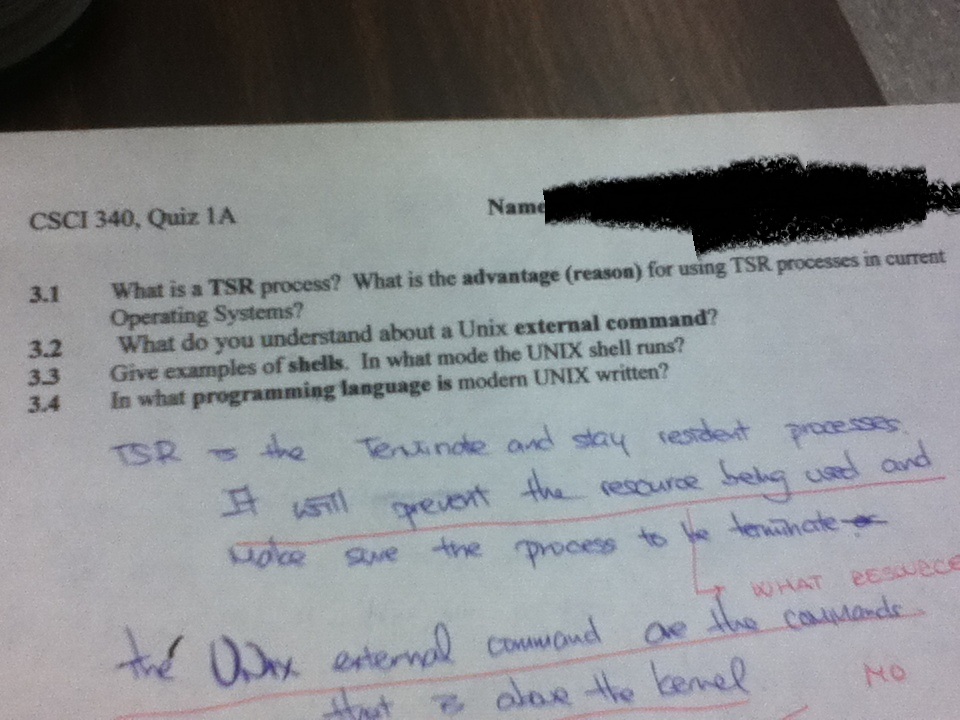 CSCI 340, Quiz 1A Name
3.1 What is a TSR process? What is the advantage (reason) for using TSR processes in current
Operating Systems?
3.2 What do you understand about a Unix external command?
3.3 Give examples of shells. In what mode the UNIX shell runs?
3.4 In what programming language is modern UNIX written?
TSR is the Terminate and stay resident processes.
It will prevent the resource being used and
Make sure the process to be terminate
WHAT RESOURCE
the Unix external command are the commands
that is above the kernel
NO